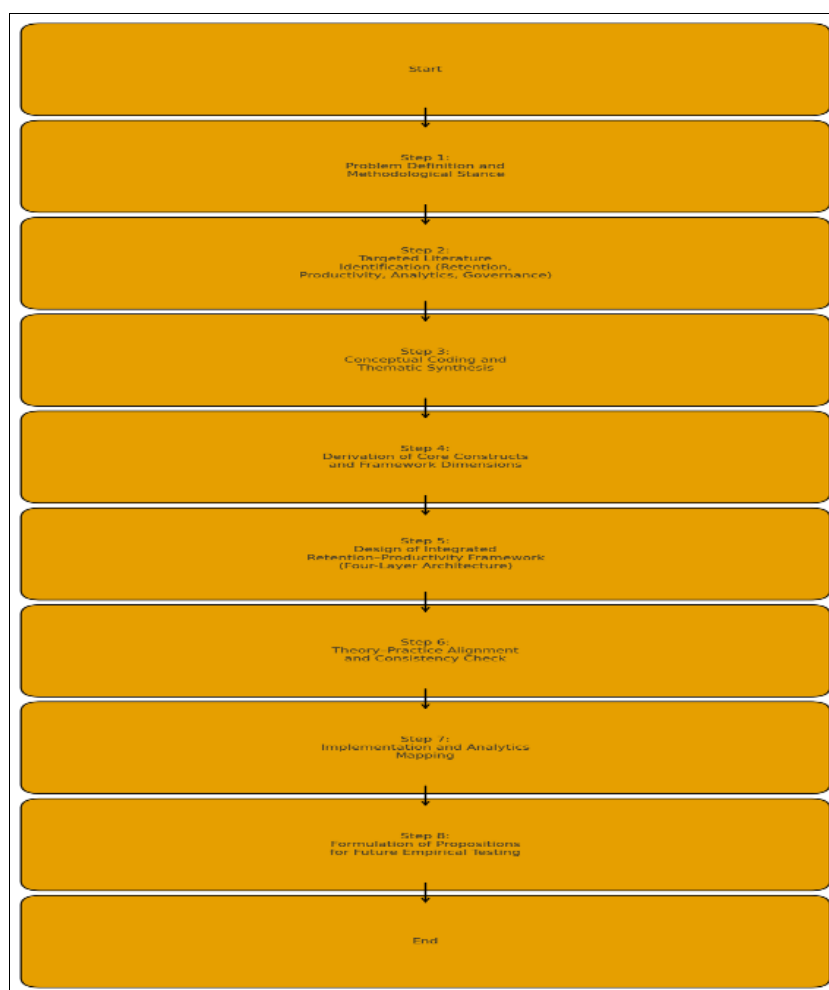 Start
Step 1:
Problem Definition and
Methodological Stance
Step 2:
Targeted Literature
Identification (Retention,
Productivity, Analytics, Governance)
Step 3:
Conceptual Coding and
Thematic Synthesis
Step 4:
Derivation of Core Constructs
and Framework Dimensions
Step 5:
Design of Integrated
Retention–Productivity Framework
(Four-Layer Architecture)
Step 6:
Theory–Practice Alignment
and Consistency Check
Step 7:
Implementation and Analytics
Mapping
Step 8:
Formulation of Propositions
for Future Empirical Testing
End